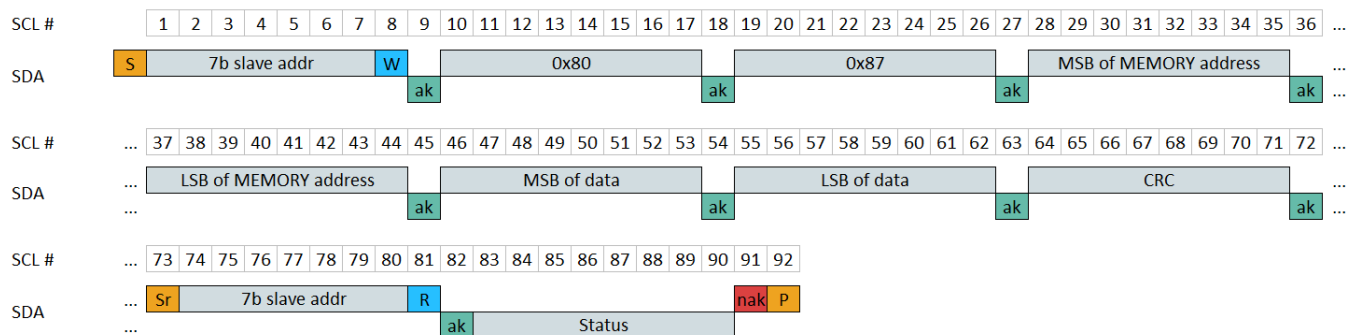 SCL # 1 2 3 4 5 6 7 8 9 10 11 12 13 14 15 16 17 18 19 20 21 22 23 24 25 26 27 28 29 30 31 32 33 34 35 36 ...
SDA S 7b slave addr W 0x80 0x87 MSB of MEMORY address ...
ak ak ak ak ...
SCL # ... 37 38 39 40 41 42 43 44 45 46 47 48 49 50 51 52 53 54 55 56 57 58 59 60 61 62 63 64 65 66 67 68 69 70 71 72 ...
SDA ... LSB of MEMORY address MSB of data LSB of data CRC ...
... ak ak ak ak ...
SCL # ... 73 74 75 76 77 78 79 80 81 82 83 84 85 86 87 88 89 90 91 92
SDA ... Sr 7b slave addr R nak P
... ak Status